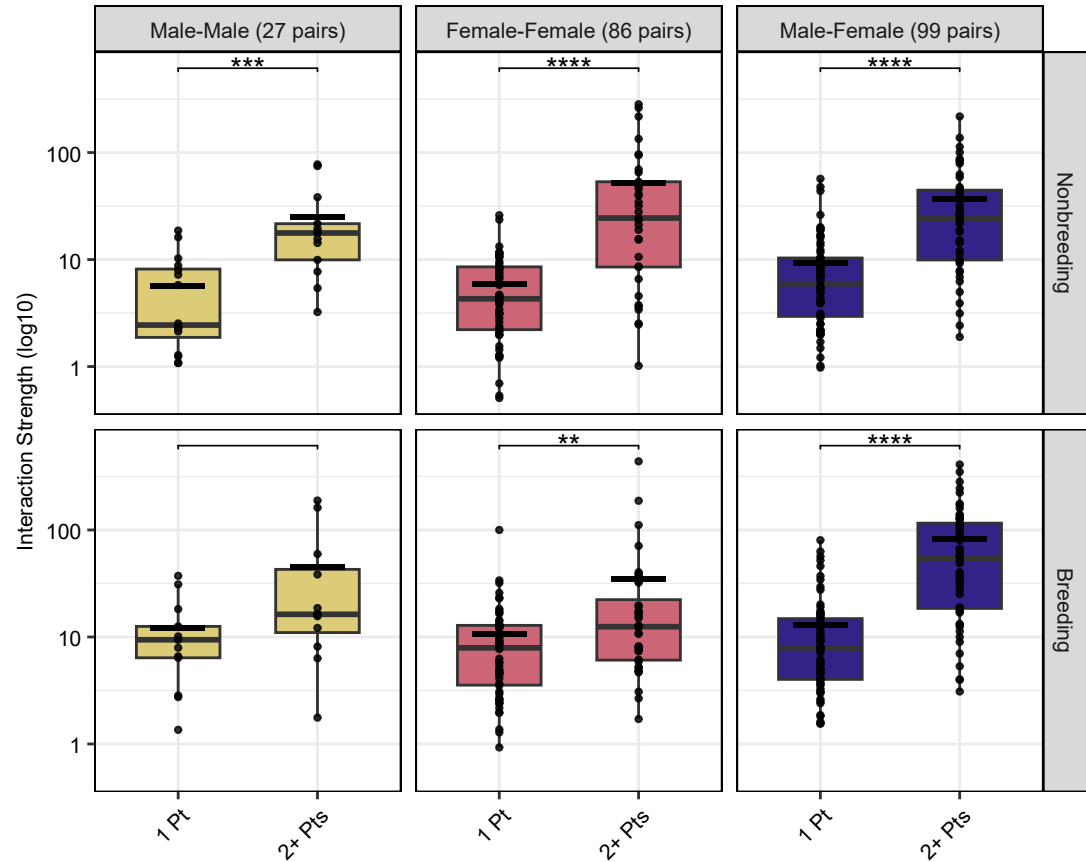 Male-Male (27 pairs)
Female-Female (86 pairs)
Male-Female (99 pairs)
***
****
****
100
10
1
Nonbreeding
Interaction Strength (log10)
**
****
100
10
1
Breeding
1 Pt
2+ Pts
1 Pt
2+ Pts
1 Pt
2+ Pts